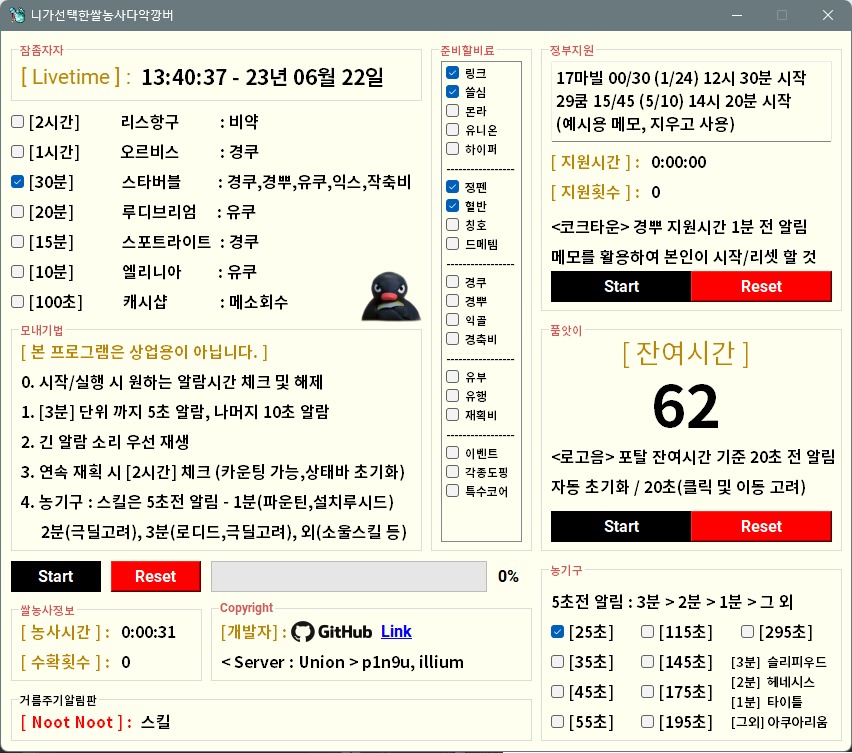 니가선택한쌀농사다악깡버
잠좀자자
[ Livetime ] : 13:40:37 - 23년 06월 22일
[2시간] 리스항구 : 비약
[1시간] 오르비스 : 경쿠
[30분] 스타버블 : 경쿠,경뿌,유쿠,익스,작축비
[20분] 루디브리엄 : 유쿠
[15분] 스포트라이트 : 경쿠
[10분] 엘리니아 : 유쿠
[100초] 캐시샵 : 메소회수
모내기법
[ 본 프로그램은 상업용이 아닙니다. ]
0. 시작/실행 시 원하는 알람시간 체크 및 해제
1. [3분] 단위 까지 5초 알람, 나머지 10초 알람
2. 긴 알람 소리 우선 재생
3. 연속 재획 시 [2시간] 체크 (카운팅 가능,상태바 초기화)
4. 농기구 : 스킬은 5초전 알림 - 1분(파운틴,설치루시드)
2분(극딜고려), 3분(로디드,극딜고려), 외(소울스킬 등)
Start Reset 0%
쌀농사정보
[ 농사시간 ] : 0:00:31
[ 수확횟수 ] : 0
Copyright
[개발자] : GitHub Link
< Server : Union > p1n9u, illium
거름주기알림판
[ Noot Noot ] : 스킬
준비할비료
링크
쓸심
몬라
유니온
하이퍼
-----------------
정펜
혈반
칭호
드메템
-----------------
경쿠
경뿌
익골
경축비
-----------------
유부
유행
재획비
-----------------
이벤트
각종도핑
특수코어
정부지원
17마빌 00/30 (1/24) 12시 30분 시작
29쿰 15/45 (5/10) 14시 20분 시작
(예시용 메모, 지우고 사용)
[ 지원시간 ] : 0:00:00
[ 지원횟수 ] : 0
<코크타운> 경뿌 지원시간 1분 전 알림
메모를 활용하여 본인이 시작/리셋 할 것
Start Reset
품앗이
[ 잔여시간 ]
62
<로고음> 포탈 잔여시간 기준 20초 전 알림
자동 초기화 / 20초(클릭 및 이동 고려)
Start Reset
농기구
5초전 알림 : 3분 > 2분 > 1분 > 그 외
[25초] [115초] [295초]
[35초] [145초] [3분] 슬리피우드
[45초] [175초] [2분] 헤네시스
[1분] 타이틀
[55초] [195초] [그외] 아쿠아리움